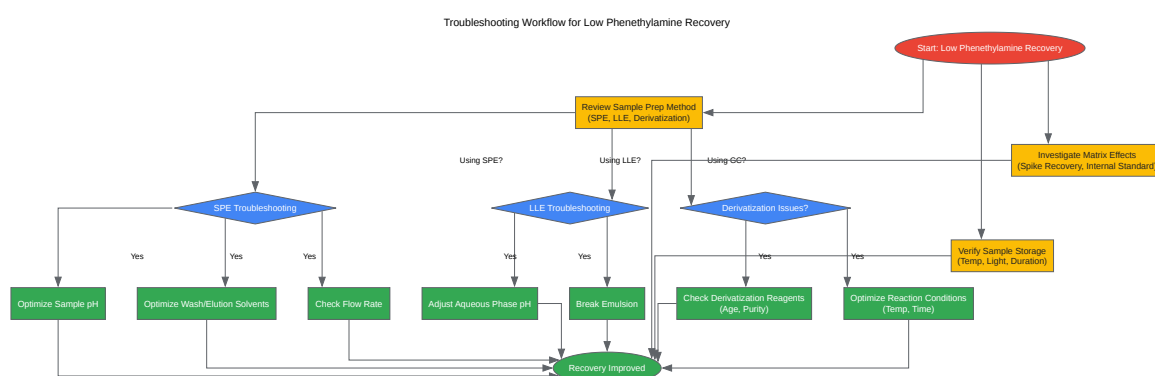 Troubleshooting Workflow for Low Phenethylamine Recovery
Start: Low Phenethylamine Recovery
Review Sample Prep Method
(SPE, LLE, Derivatization)
Using SPE?
Using LLE?
Using GC?
Investigate Matrix Effects
(Spike Recovery, Internal Standard)
SPE Troubleshooting
LLE Troubleshooting
Derivatization Issues?
Verify Sample Storage
(Temp, Light, Duration)
Yes
Yes
Yes
Yes
Yes
Yes
Yes
Optimize Sample pH
Optimize Wash/Elution Solvents
Check Flow Rate
Adjust Aqueous Phase pH
Break Emulsion
Check Derivatization Reagents
(Age, Purity)
Optimize Reaction Conditions
(Temp, Time)
Recovery Improved